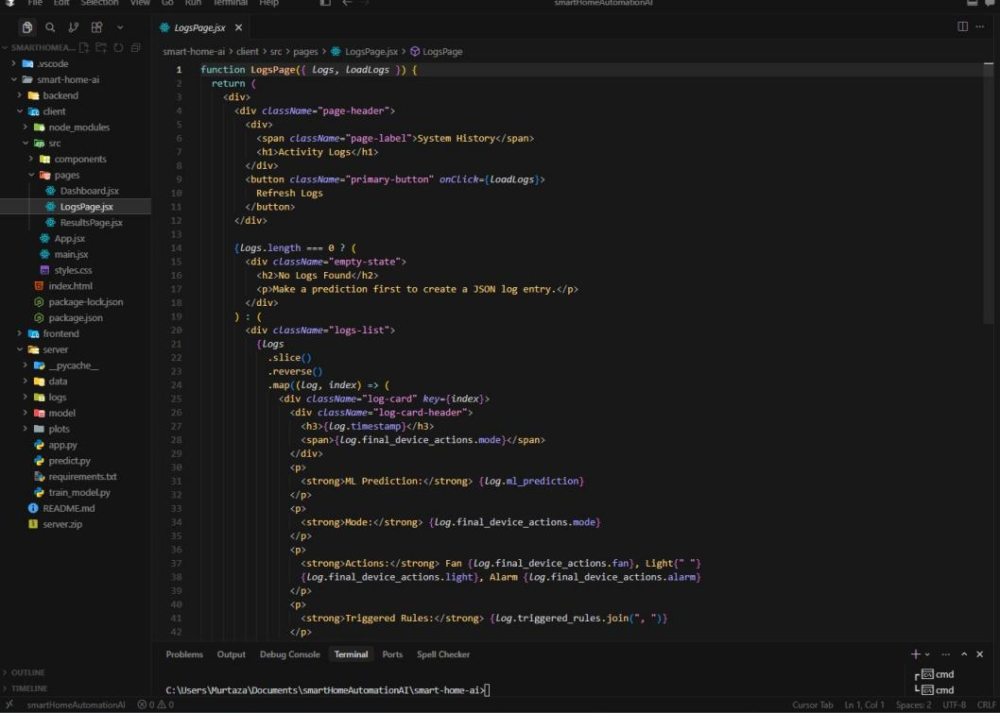 File Edit Selection View Go Run Terminal Help
smartHomeAutomationAI
SMARTHOMEA...
.vscode
smart-home-ai
backend
client
node_modules
src
components
pages
Dashboard.jsx
LogsPage.jsx
ResultsPage.jsx
App.jsx
main.jsx
styles.css
index.html
package-lock.json
package.json
frontend
server
__pycache__
data
logs
model
plots
app.py
predict.py
requirements.txt
train_model.py
README.md
server.zip
OUTLINE
TIMELINE
LogsPage.jsx
smart-home-ai > client > src > pages > LogsPage.jsx > LogsPage
1 function LogsPage({ logs, loadLogs }) {
2 return (
3 <div>
4 <div className="page-header">
5 <div>
6 <span className="page-label">System History</span>
7 <h1>Activity Logs</h1>
8 </div>
9 <button className="primary-button" onClick={loadLogs}>
10 Refresh Logs
11 </button>
12 </div>
13
14 {logs.length === 0 ? (
15 <div className="empty-state">
16 <h2>No Logs Found</h2>
17 <p>Make a prediction first to create a JSON log entry.</p>
18 </div>
19 ) : (
20 <div className="logs-list">
21 {logs
22 .slice()
23 .reverse()
24 .map((log, index) => (
25 <div className="log-card" key={index}>
26 <div className="log-card-header">
27 <h3>{log.timestamp}</h3>
28 <span>{log.final_device_actions.mode}</span>
29 </div>
30 <p>
31 <strong>ML Prediction:</strong> {log.ml_prediction}
32 </p>
33 <p>
34 <strong>Mode:</strong> {log.final_device_actions.mode}
35 </p>
36 <p>
37 <strong>Actions:</strong> Fan {log.final_device_actions.fan}, Light{" "}
38 {log.final_device_actions.light}, Alarm {log.final_device_actions.alarm}
39 </p>
40 <p>
41 <strong>Triggered Rules:</strong> {log.triggered_rules.join(", ")}
42 </p>
Problems Output Debug Console Terminal Ports Spell Checker
C:\Users\Murtaza\Documents\smartHomeAutomationAI\smart-home-ai>
cmd
cmd
smartHomeAutomationAI 0 0 Cursor Tab Ln 1, Col 1 Spaces: 2 UTF-8 CRLF